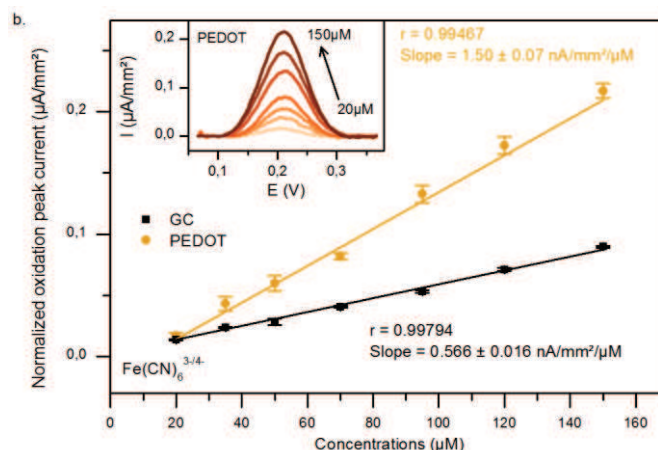 b.
r = 0.99467
Slope = 1.50 ± 0.07 nA/mm²/µM
Normalized oxidation peak current (µA/mm²)
0,2
0,1
0,0
PEDOT
150µM
20µM
I (µA/mm²)
0,2
0,1
0,0
0,1 0,2 0,3
E (V)
GC
PEDOT
r = 0.99794
Slope = 0.566 ± 0.016 nA/mm²/µM
Fe(CN)₆³⁻/⁴⁻
0 20 40 60 80 100 120 140 160
Concentrations (µM)